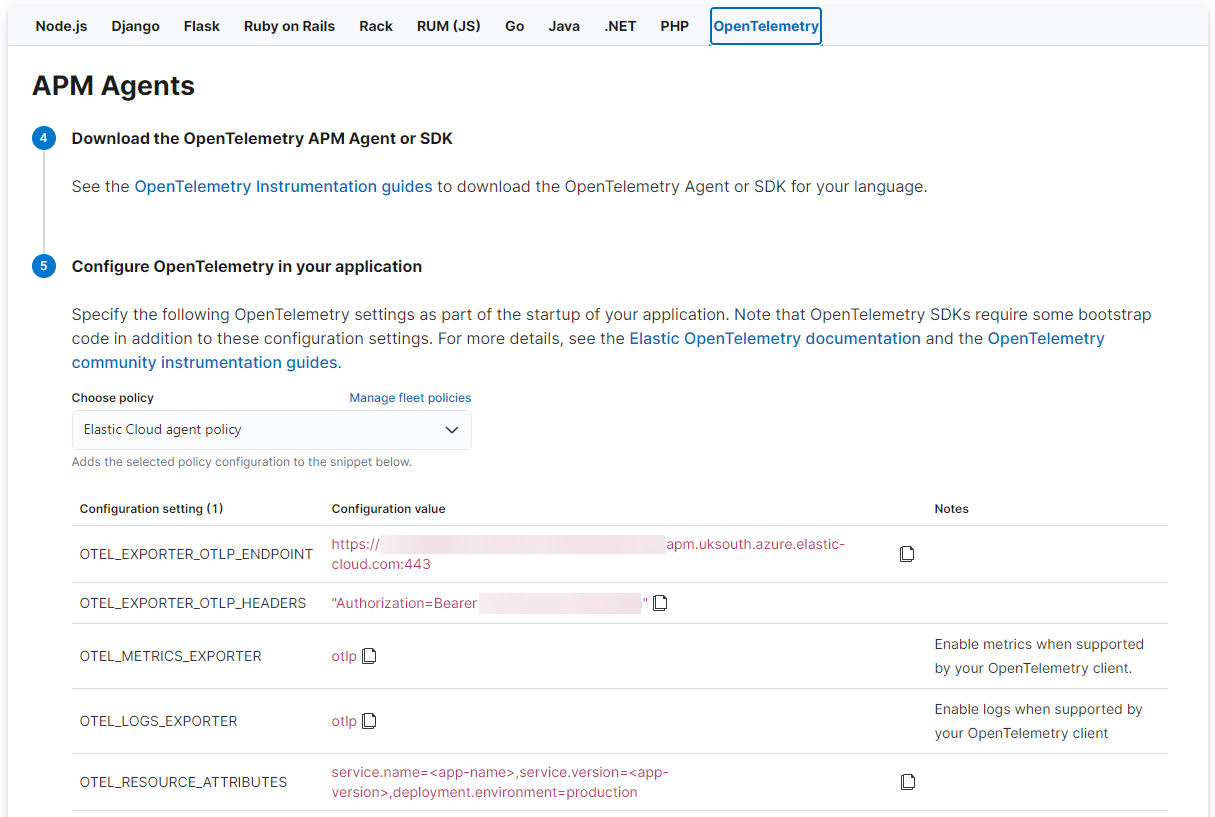 Node.js Django Flask Ruby on Rails Rack RUM (JS) Go Java .NET PHP OpenTelemetry
APM Agents
4 Download the OpenTelemetry APM Agent or SDK
See the OpenTelemetry Instrumentation guides to download the OpenTelemetry Agent or SDK for your language.
5 Configure OpenTelemetry in your application
Specify the following OpenTelemetry settings as part of the startup of your application. Note that OpenTelemetry SDKs require some bootstrap
code in addition to these configuration settings. For more details, see the Elastic OpenTelemetry documentation and the OpenTelemetry
community instrumentation guides.
Choose policy Manage fleet policies
Elastic Cloud agent policy
Adds the selected policy configuration to the snippet below.
Configuration setting (1) Configuration value Notes
OTEL_EXPORTER_OTLP_ENDPOINT https:// apm.uksouth.azure.elastic-
cloud.com:443
OTEL_EXPORTER_OTLP_HEADERS "Authorization=Bearer "
OTEL_METRICS_EXPORTER otlp Enable metrics when supported
by your OpenTelemetry client.
OTEL_LOGS_EXPORTER otlp Enable logs when supported by
your OpenTelemetry client
OTEL_RESOURCE_ATTRIBUTES service.name=<app-name>,service.version=<app-
version>,deployment.environment=production